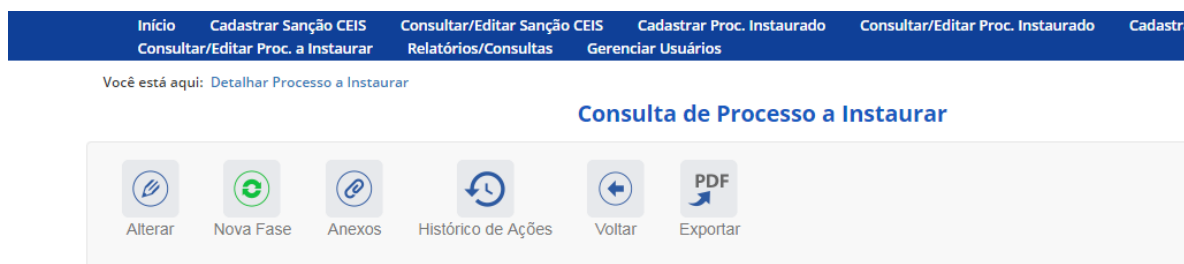 Início Cadastrar Sanção CEIS Consultar/Editar Sanção CEIS Cadastrar Proc. Instaurado Consultar/Editar Proc. Instaurado
Consultar/Editar Proc. a Instaurar Relatórios/Consultas Gerenciar Usuários
Você está aqui: Detalhar Processo a Instaurar
Consulta de Processo a Instaurar
PDF
Alterar Nova Fase Anexos Histórico de Ações Voltar Exportar